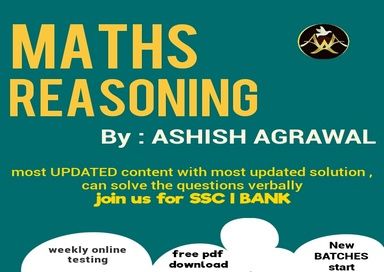 MATHS
REASONING
By : ASHISH AGRAWAL
most UPDATED content with most updated solution ,
can solve the questions verbally
join us for SSC I BANK
weekly online
testing
free pdf
download
New
BATCHES
start